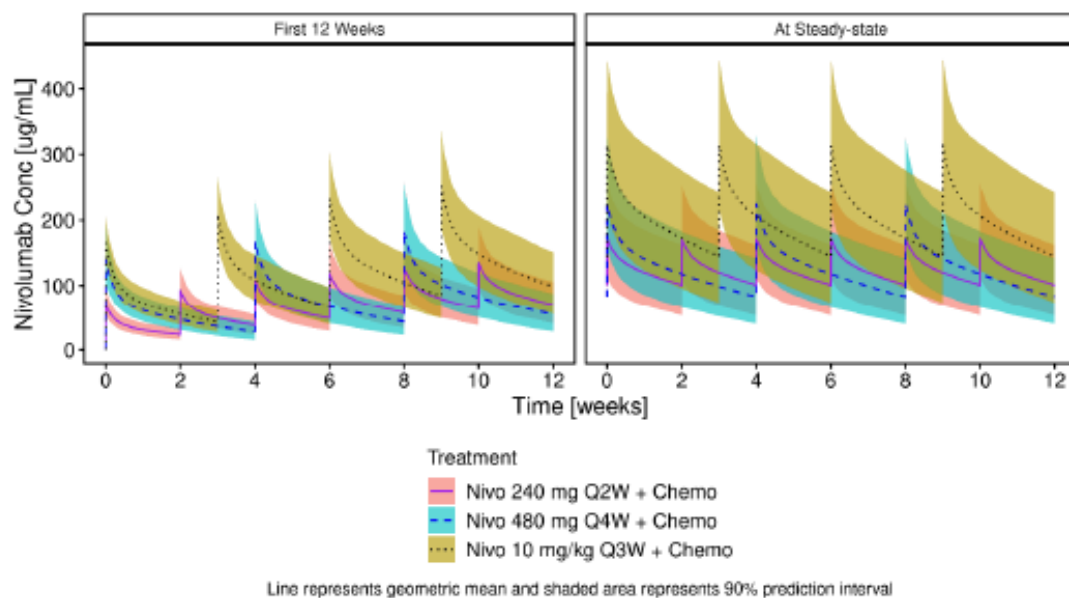 First 12 Weeks
At Steady-state
Nivolumab Conc [ug/mL]
400
300
200
100
0
0 2 4 6 8 10 12
0 2 4 6 8 10 12
Time [weeks]
Treatment
Nivo 240 mg Q2W + Chemo
Nivo 480 mg Q4W + Chemo
Nivo 10 mg/kg Q3W + Chemo
Line represents geometric mean and shaded area represents 90% prediction interval